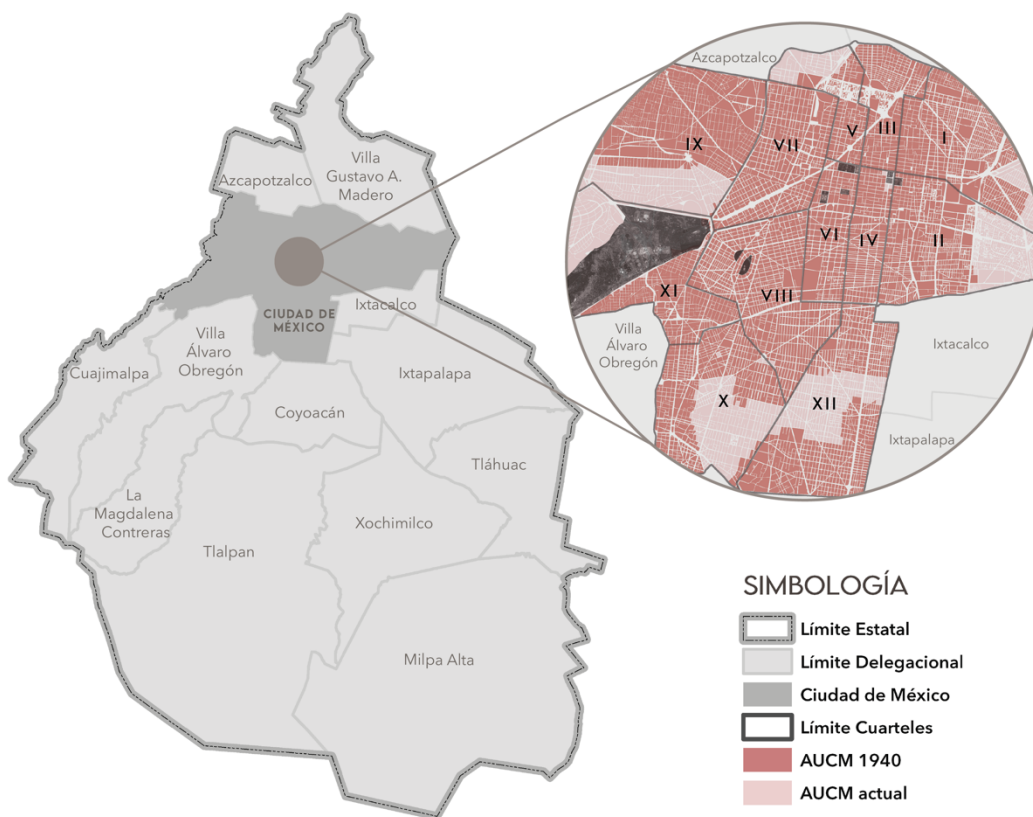 Azcapotzalco
Villa
Gustavo A.
Madero
CIUDAD DE
MÉXICO
Ixtacalco
Villa
Álvaro
Obregón
Cuajimalpa
Ixtapalapa
Coyoacán
Tláhuac
La
Magdalena
Contreras
Xochimilco
Tlalpan
Milpa Alta
Azcapotzalco
IX
VII
V
III
I
VI
IV
II
XI
VIII
Villa
Álvaro
Obregón
Ixtacalco
X
XII
Ixtapalapa
SIMBOLOGÍA
Límite Estatal
Límite Delegacional
Ciudad de México
Límite Cuarteles
AUCM 1940
AUCM actual